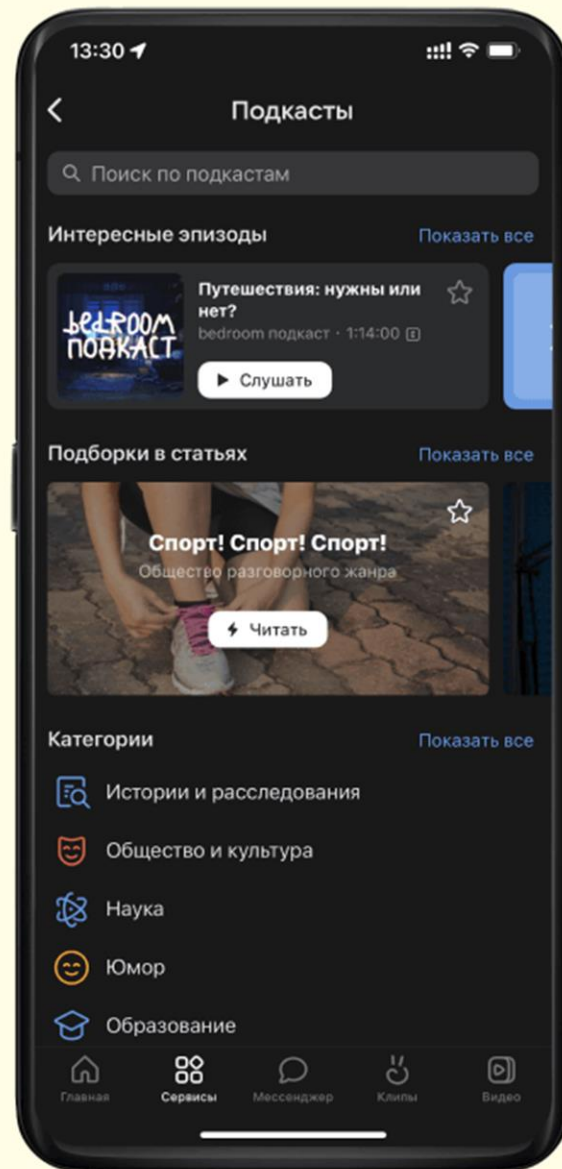 13:30
Подкасты
Поиск по подкастам
Интересные эпизоды
Показать все
bedroom
подкаст
Путешествия: нужны или
нет?
bedroom подкаст · 1:14:00 E
Слушать
Подборки в статьях
Показать все
Спорт! Спорт! Спорт!
Общество разговорного жанра
Читать
Категории
Показать все
Истории и расследования
Общество и культура
Наука
Юмор
Образование
Главная
Сервисы
Мессенджер
Клипы
Видео